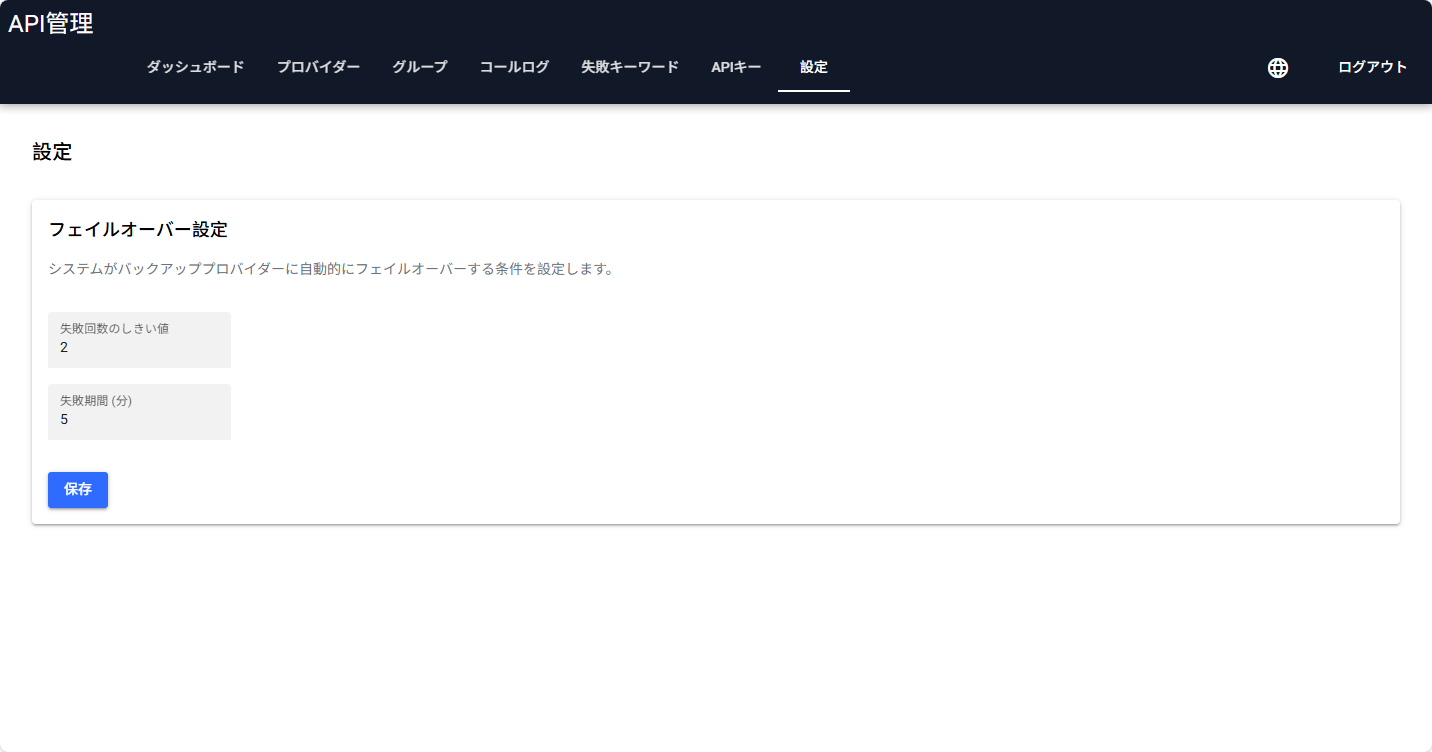 API管理
ダッシュボード プロバイダー グループ コールログ 失敗キーワード APIキー 設定 ログアウト
設定
フェイルオーバー設定
システムがバックアッププロバイダーに自動的にフェイルオーバーする条件を設定します。
失敗回数のしきい値
2
失敗期間 (分)
5
保存